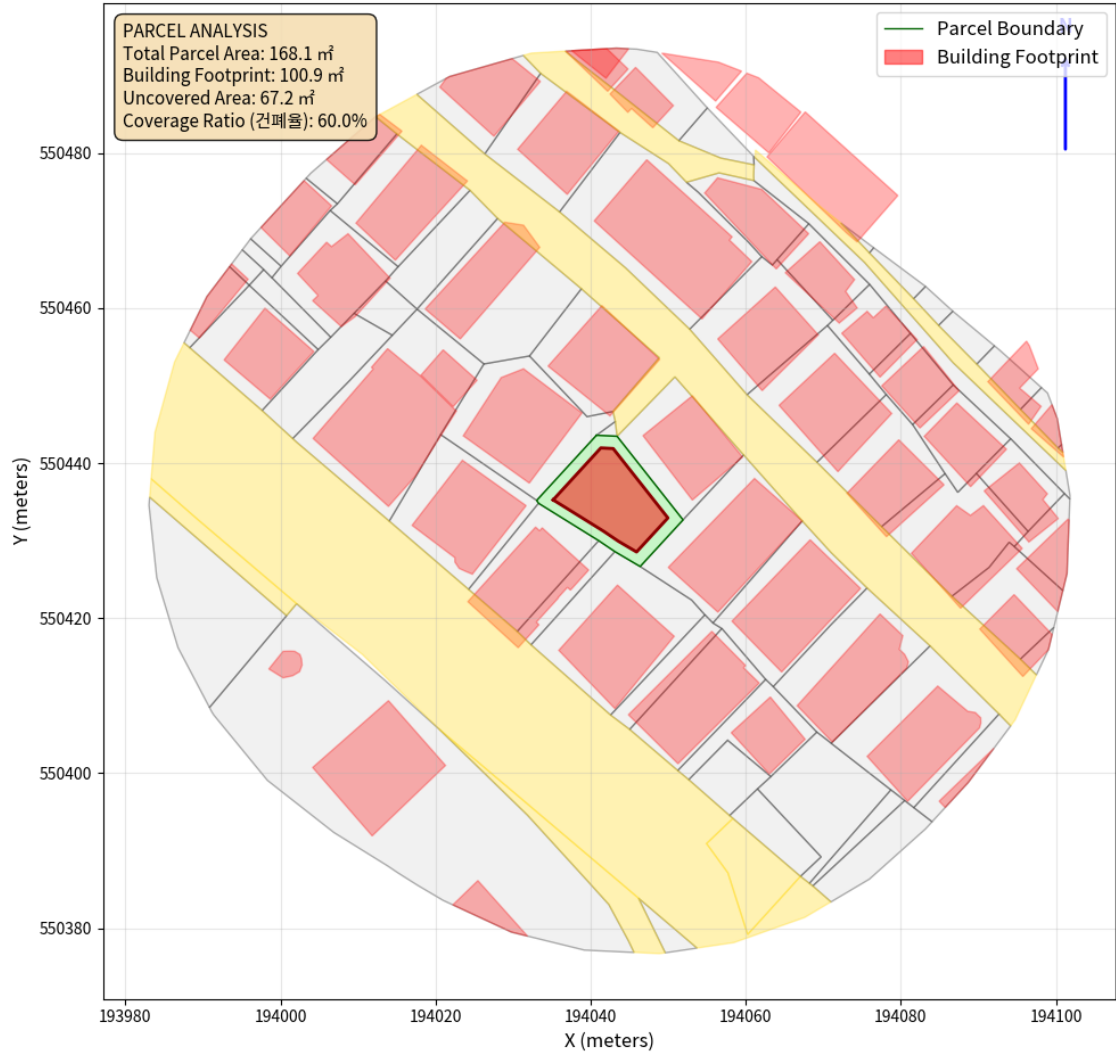 PARCEL ANALYSIS
Total Parcel Area: 168.1 ㎡
Building Footprint: 100.9 ㎡
Uncovered Area: 67.2 ㎡
Coverage Ratio (건폐율): 60.0%
Parcel Boundary
Building Footprint
N
550480
550460
550440
550420
550400
550380
Y (meters)
193980
194000
194020
194040
194060
194080
194100
X (meters)